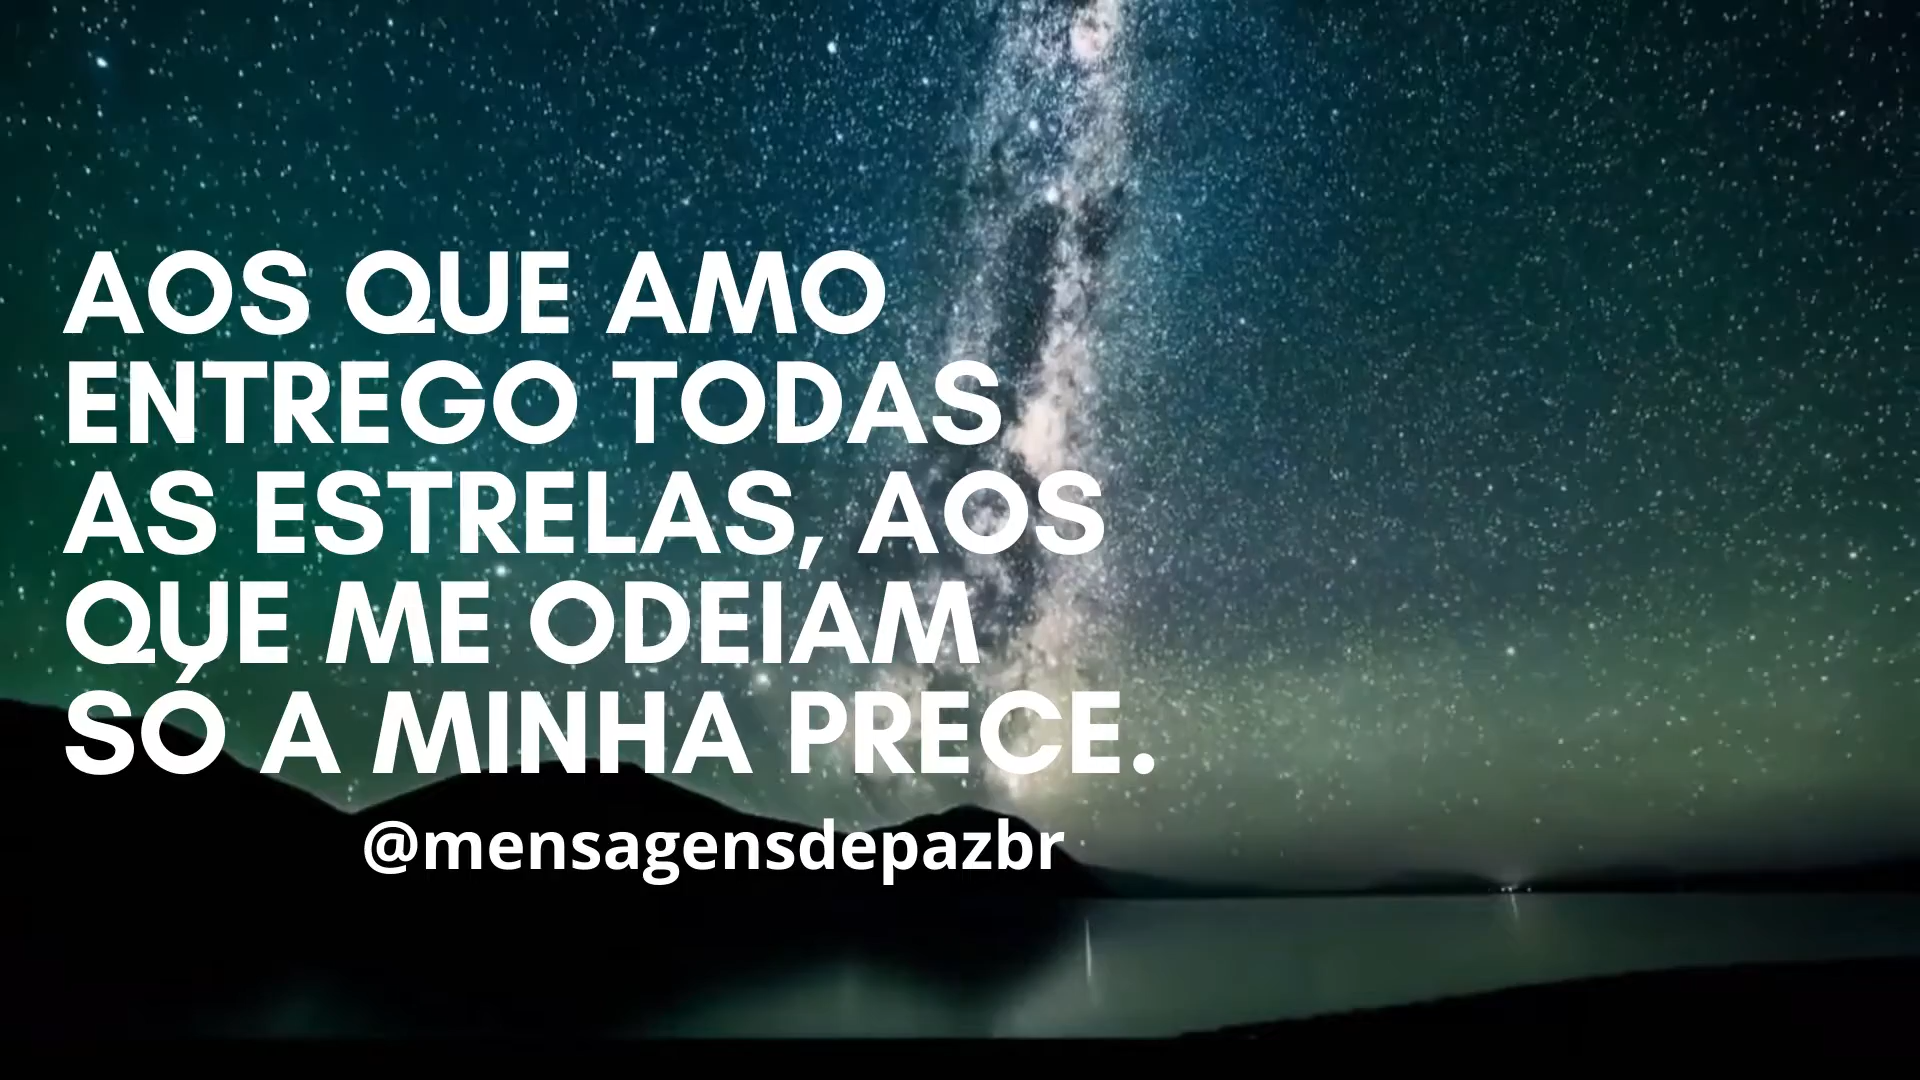 AOS QUE AMO
ENTREGO TODAS
AS ESTRELAS, AOS
QUE ME ODEIAM
SÓ A MINHA PRECE.
@mensagensdepazbr